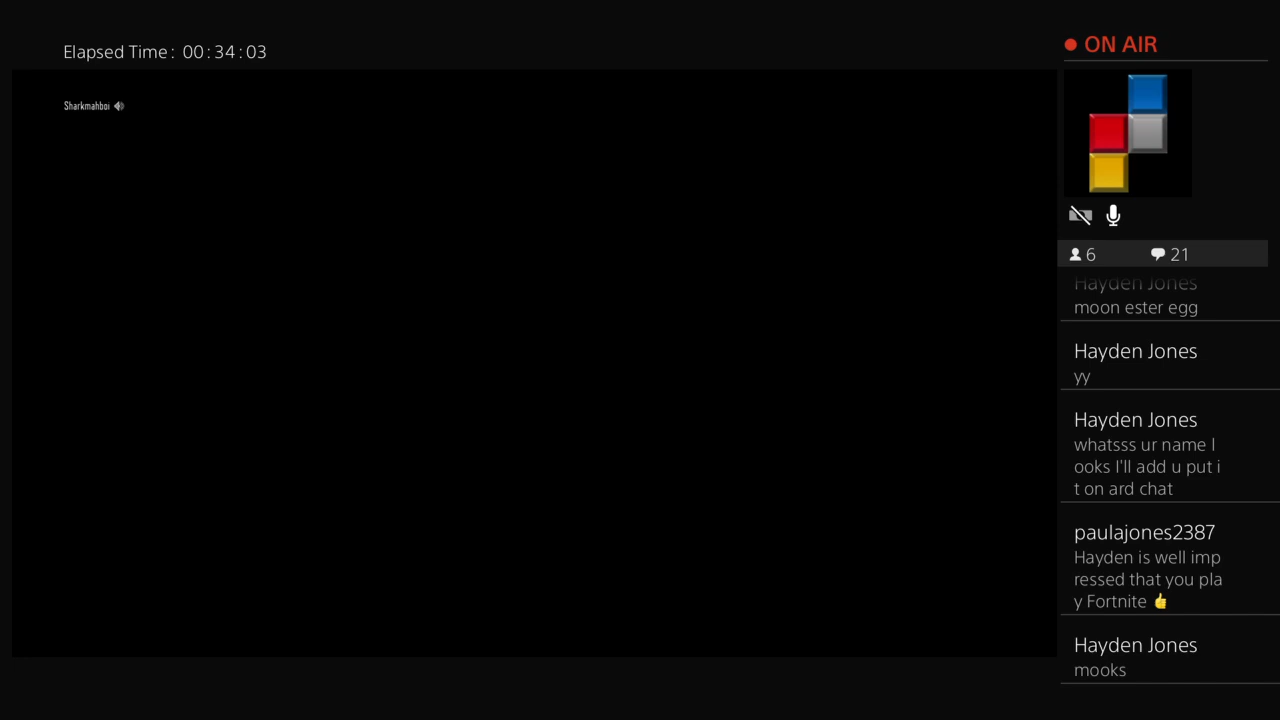 Elapsed Time: 00:34:03
ON AIR
Sharkmahboi
6 21
Hayden Jones
moon ester egg
Hayden Jones
yy
Hayden Jones
whatsss ur name l
ooks I'll add u put i
t on ard chat
paulajones2387
Hayden is well imp
ressed that you pla
y Fortnite 👍
Hayden Jones
mooks